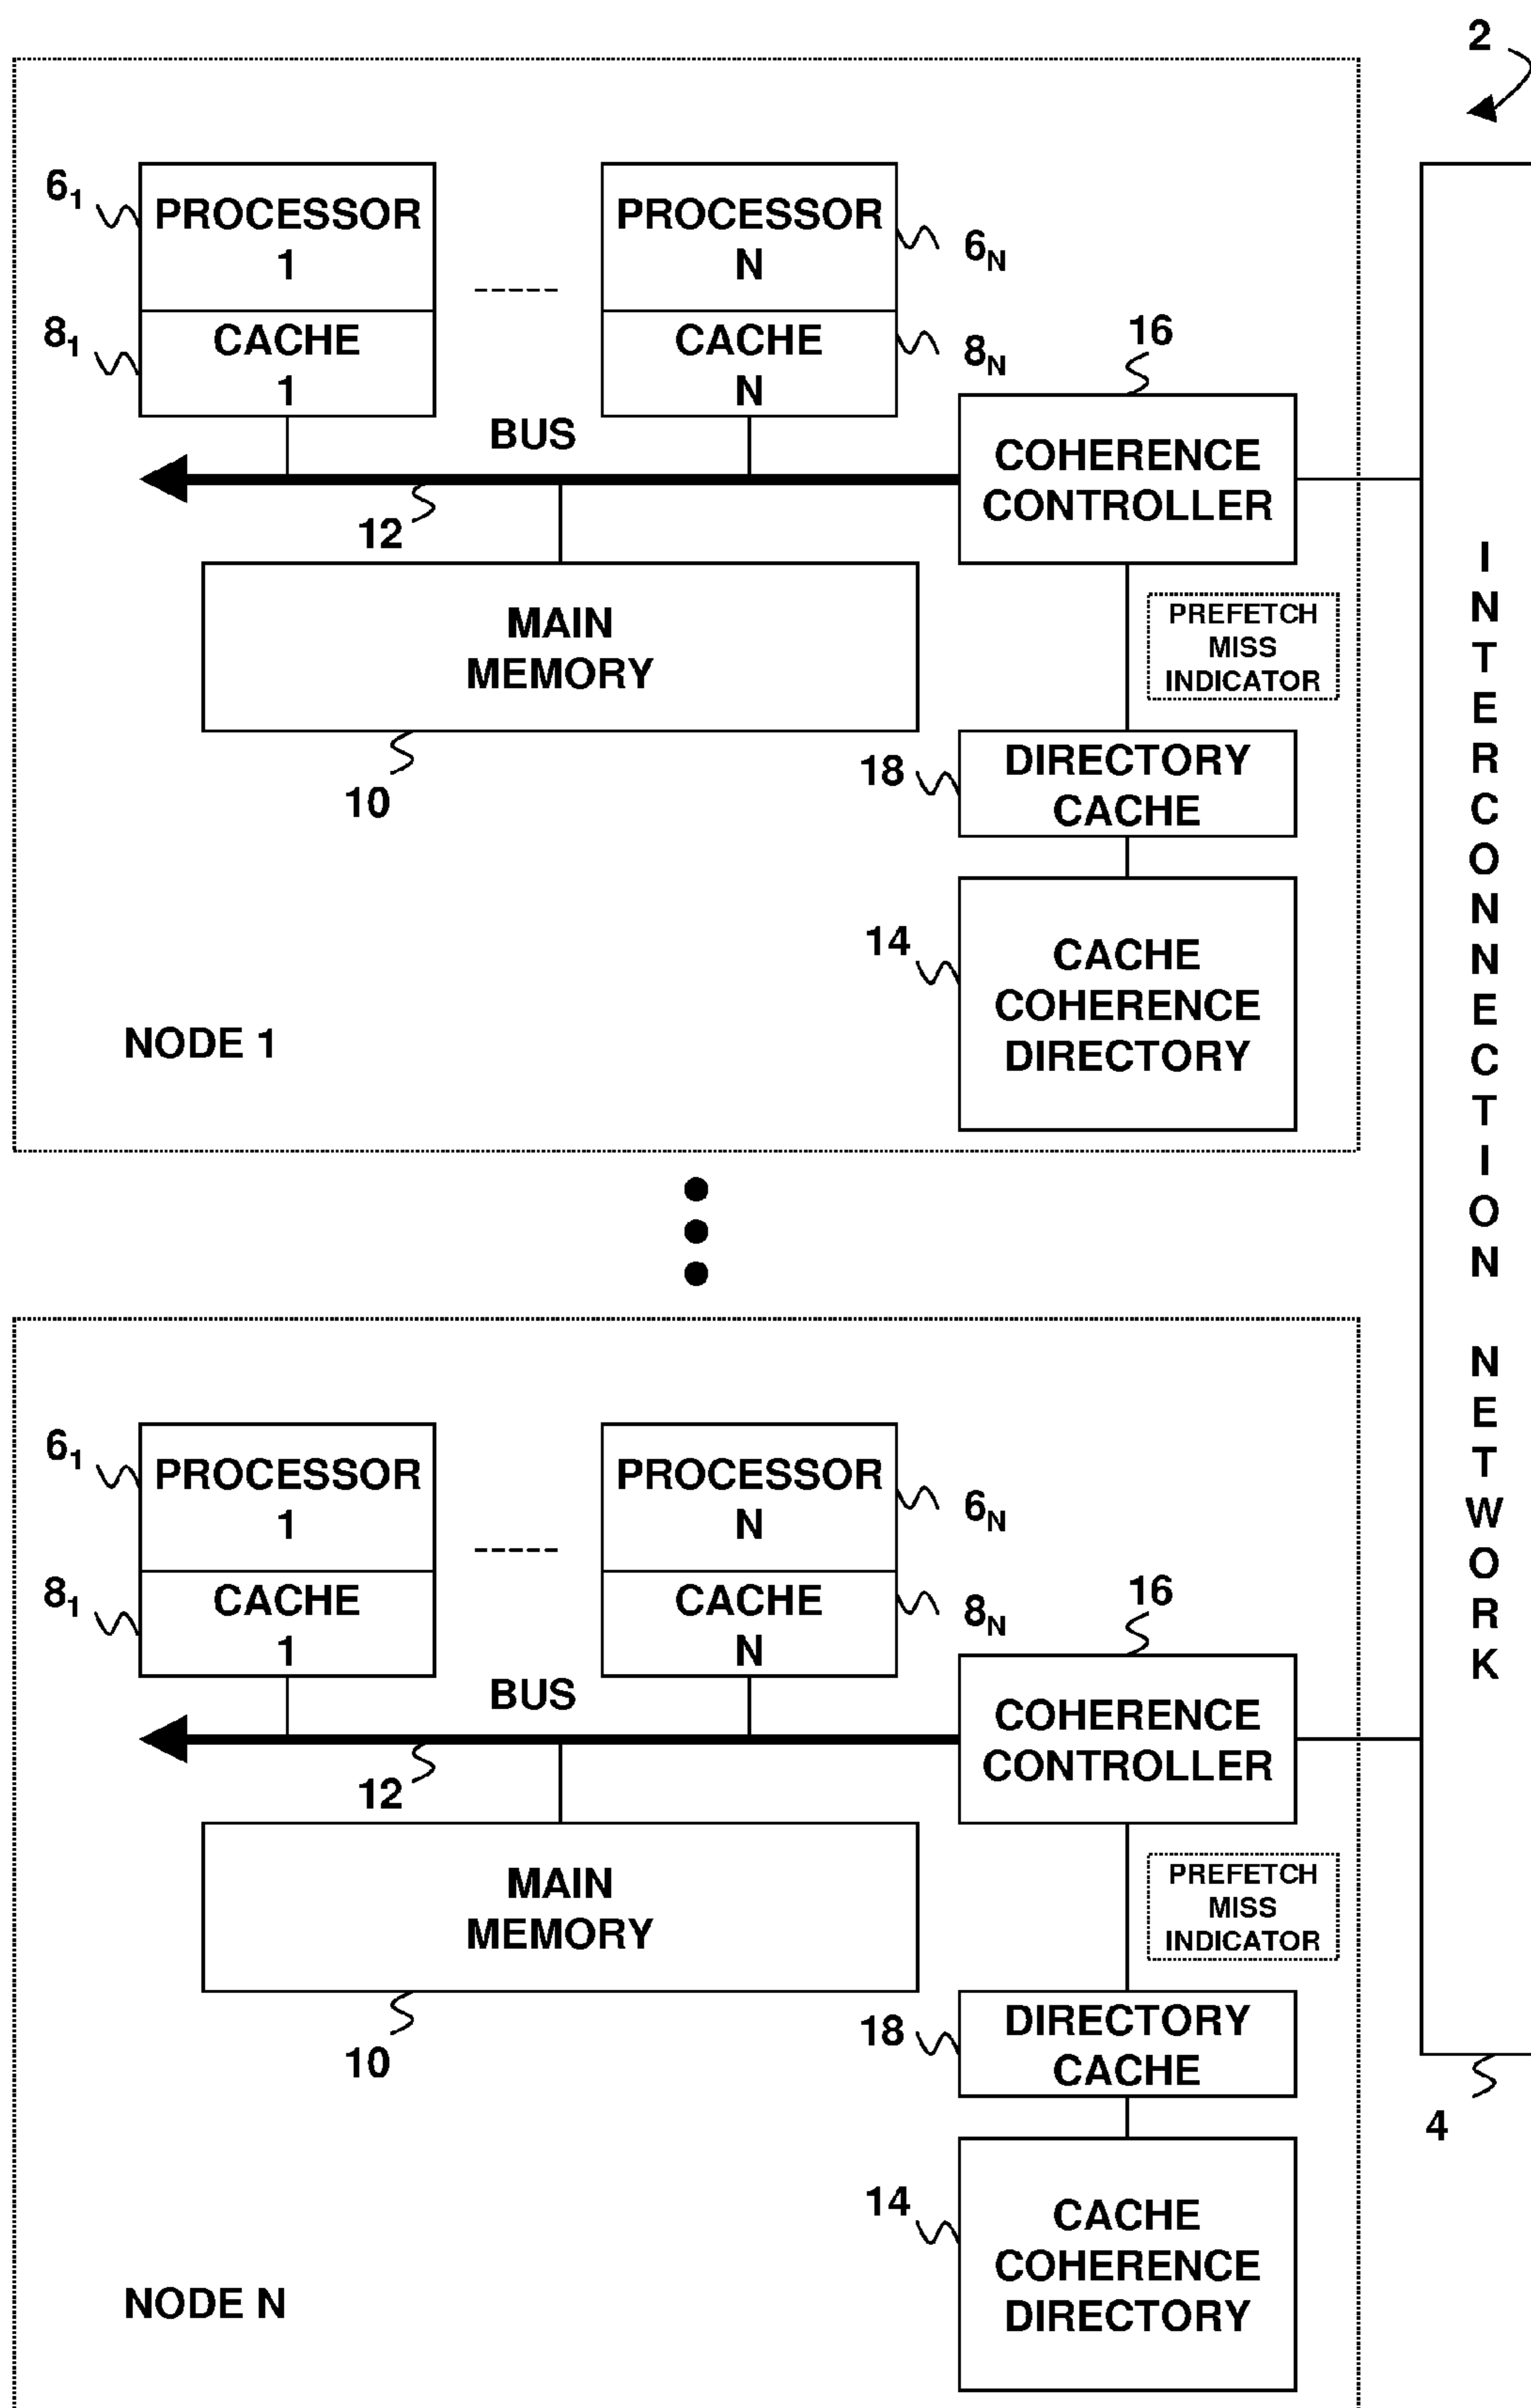 2
6₁
PROCESSOR
1
PROCESSOR
N
6N
8₁
CACHE
1
CACHE
N
8N
16
BUS
COHERENCE
CONTROLLER
12
MAIN
MEMORY
PREFETCH
MISS
INDICATOR
10
18
DIRECTORY
CACHE
14
CACHE
COHERENCE
DIRECTORY
NODE 1
INTERCONNECTION NETWORK
6₁
PROCESSOR
1
PROCESSOR
N
6N
8₁
CACHE
1
CACHE
N
8N
16
BUS
COHERENCE
CONTROLLER
12
MAIN
MEMORY
PREFETCH
MISS
INDICATOR
10
18
DIRECTORY
CACHE
4
14
CACHE
COHERENCE
DIRECTORY
NODE N